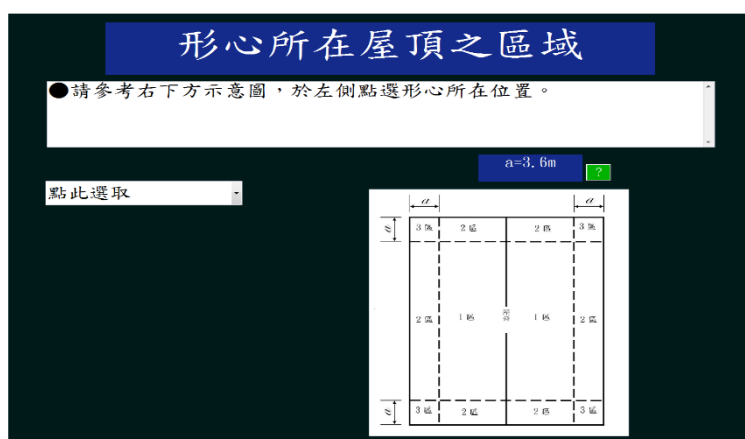 形心所在屋頂之區域
●請參考右下方示意圖，於左側點選形心所在位置。
a=3.6m
?
點此選取
a
a
a
3 區
2 區
2 區
3 區
2 區
1 區
屋脊
1 區
2 區
a
3 區
2 區
2 區
3 區